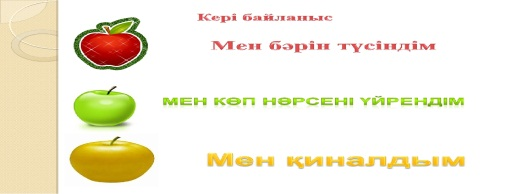 Кері байланыс
Мен бәрін түсіндім
МЕН КӨП НӘРСЕНІ ҮЙРЕНДІМ
Мен қиналдым